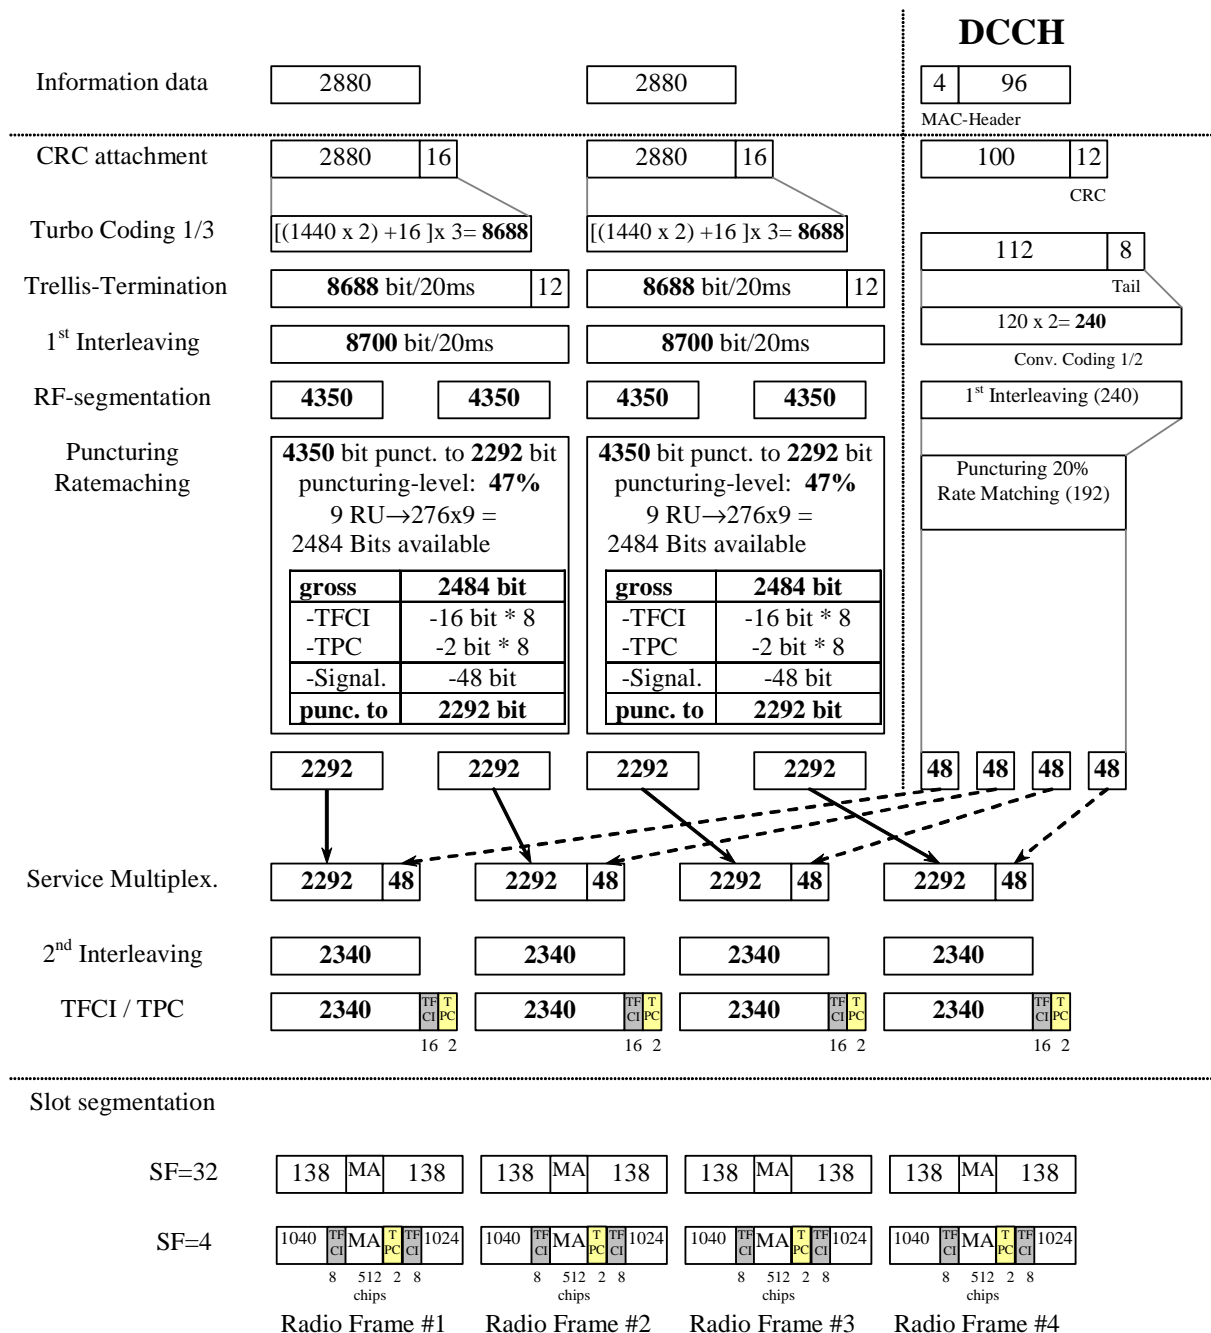 DCCH
Information data 2880 2880 4 96
MAC-Header
CRC attachment 2880 16 2880 16 100 12
CRC
Turbo Coding 1/3 [(1440 x 2) +16 ]x 3= 8688 [(1440 x 2) +16 ]x 3= 8688
112 8
Trellis-Termination 8688 bit/20ms 12 8688 bit/20ms 12
Tail
120 x 2= 240
1st Interleaving 8700 bit/20ms 8700 bit/20ms
Conv. Coding 1/2
RF-segmentation 4350 4350 4350 4350 1st Interleaving (240)
Puncturing 4350 bit punct. to 2292 bit 4350 bit punct. to 2292 bit
Ratemaching puncturing-level: 47% puncturing-level: 47%
Puncturing 20%
Rate Matching (192)
9 RU→276x9 = 9 RU→276x9 =
2484 Bits available 2484 Bits available
gross 2484 bit gross 2484 bit
-TFCI -16 bit * 8 -TFCI -16 bit * 8
-TPC -2 bit * 8 -TPC -2 bit * 8
-Signal. -48 bit -Signal. -48 bit
punc. to 2292 bit punc. to 2292 bit
2292 2292 2292 2292 48 48 48 48
Service Multiplex. 2292 48 2292 48 2292 48 2292 48
2nd Interleaving 2340 2340 2340 2340
TFCI / TPC 2340 TF CI T PC 2340 TF CI T PC 2340 TF CI T PC 2340 TF CI T PC
16 2 16 2 16 2 16 2
Slot segmentation
SF=32 138 MA 138 138 MA 138 138 MA 138 138 MA 138
SF=4 1040 TF CI MA T PC TF CI 1024 1040 TF CI MA T PC TF CI 1024 1040 TF CI MA T PC TF CI 1024 1040 TF CI MA T PC TF CI 1024
8 512 2 8 8 512 2 8 8 512 2 8 8 512 2 8
chips chips chips chips
Radio Frame #1 Radio Frame #2 Radio Frame #3 Radio Frame #4